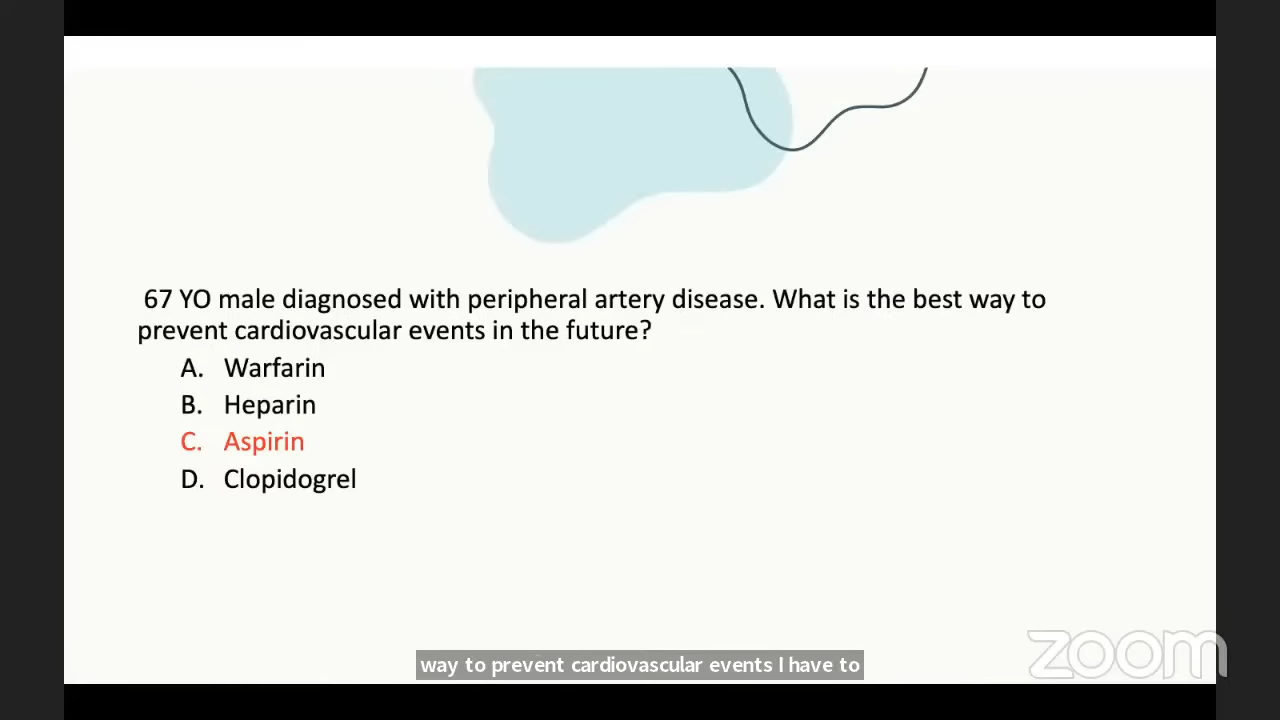 67 YO male diagnosed with peripheral artery disease. What is the best way to
prevent cardiovascular events in the future?
A. Warfarin
B. Heparin
C. Aspirin
D. Clopidogrel
way to prevent cardiovascular events I have to
zoom